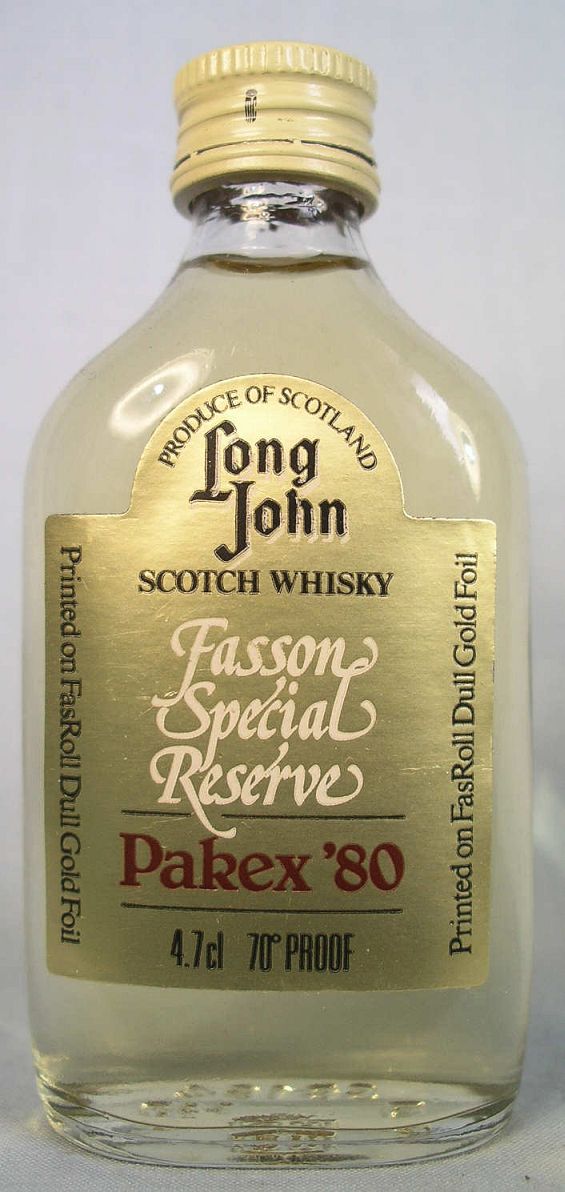 PRODUCE OF SCOTLAND
Long
John
SCOTCH WHISKY
Fasson
Special
Reserve
Pakex '80
4.7cl 70° PROOF
Printed on FasRoll Dull Gold Foil
Printed on FasRoll Dull Gold Foil